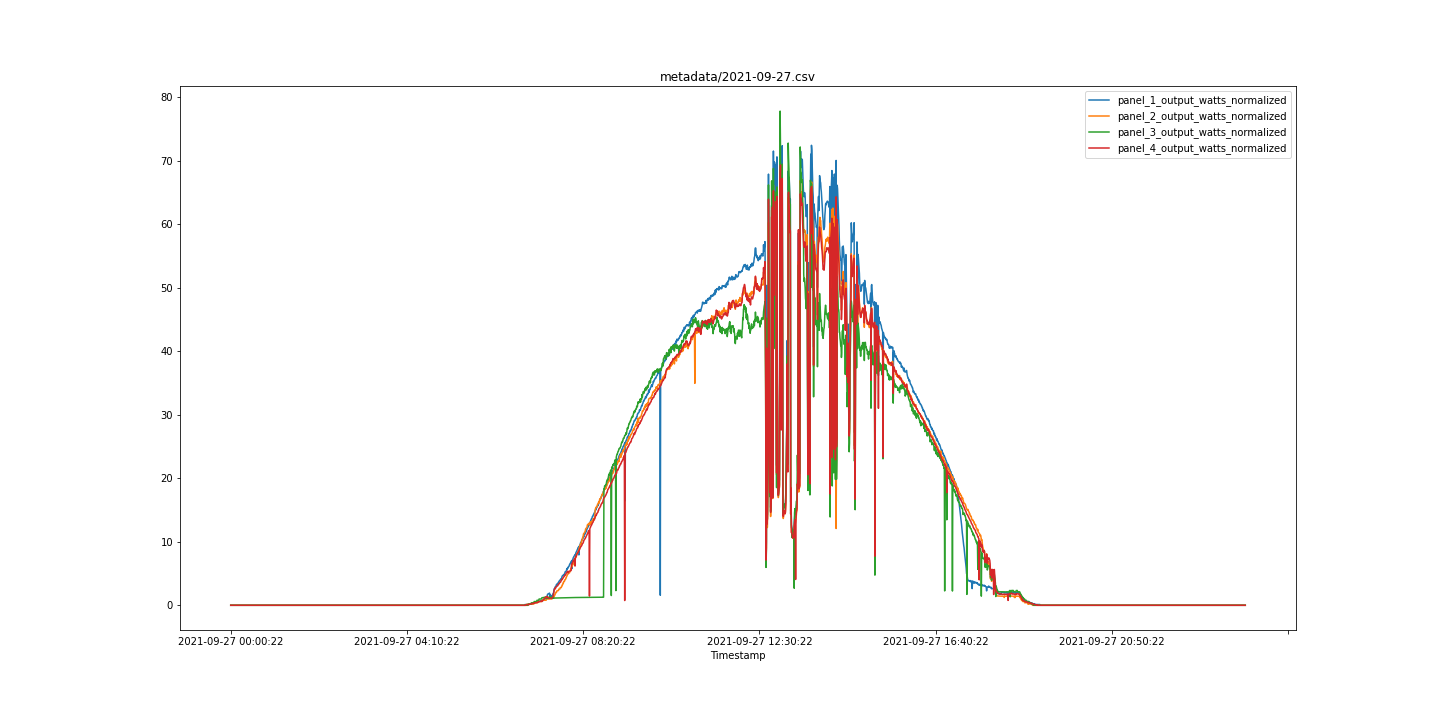 metadata/2021-09-27.csv
panel_1_output_watts_normalized
panel_2_output_watts_normalized
panel_3_output_watts_normalized
panel_4_output_watts_normalized
80
70
60
50
40
30
20
10
0
2021-09-27 00:00:22 2021-09-27 04:10:22 2021-09-27 08:20:22 2021-09-27 12:30:22 2021-09-27 16:40:22 2021-09-27 20:50:22
Timestamp